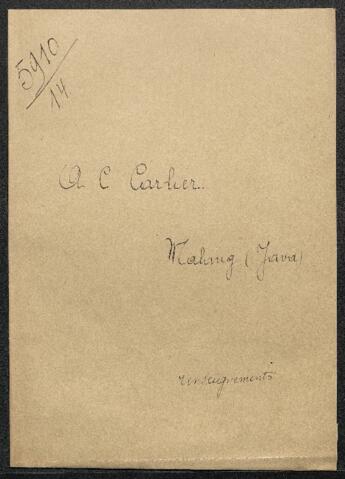 5910
14
A C Carlier.
Malang (Java)
renseignements